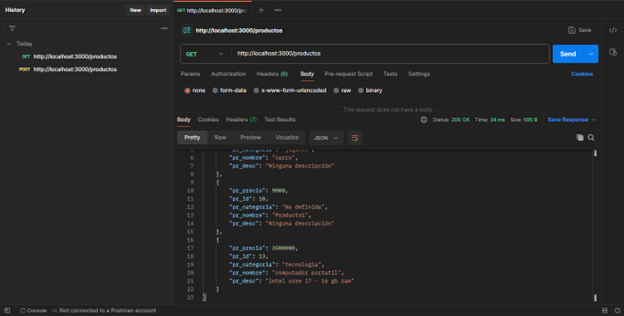 History
New
Import
GET http://localhost:3000/pr
Today
GET http://localhost:3000/productos
POST http://localhost:3000/productos
http://localhost:3000/productos
Save
GET
http://localhost:3000/productos
Send
Params Authorization Headers (6) Body Pre-request Script Tests Settings
Cookies
none form-data x-www-form-urlencoded raw binary
This request does not have a body
Body Cookies Headers (7) Test Results
Status: 200 OK Time: 34 ms Size: 595 B Save Response
Pretty Raw Preview Visualize JSON
6 "pr_nombre": "carro",
7 "pr_desc": "Ninguna descripción"
8 },
9 {
10 "pr_precio": 9000,
11 "pr_id": 10,
12 "pr_categoria": "No definida",
13 "pr_nombre": "Producto1",
14 "pr_desc": "Ninguna descripción"
15 },
16 {
17 "pr_precio": 3500000,
18 "pr_id": 13,
19 "pr_categoria": "tecnologia",
20 "pr_nombre": "computador portatil",
21 "pr_desc": "intel core i7 - 16 gb ram"
22 }
23 ]
Console Not connected to a Postman account